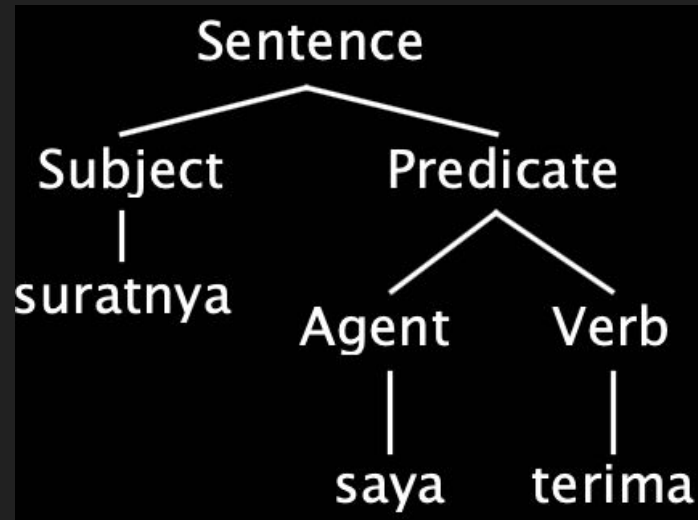 Sentence
Subject Predicate
suratnya
Agent Verb
saya terima